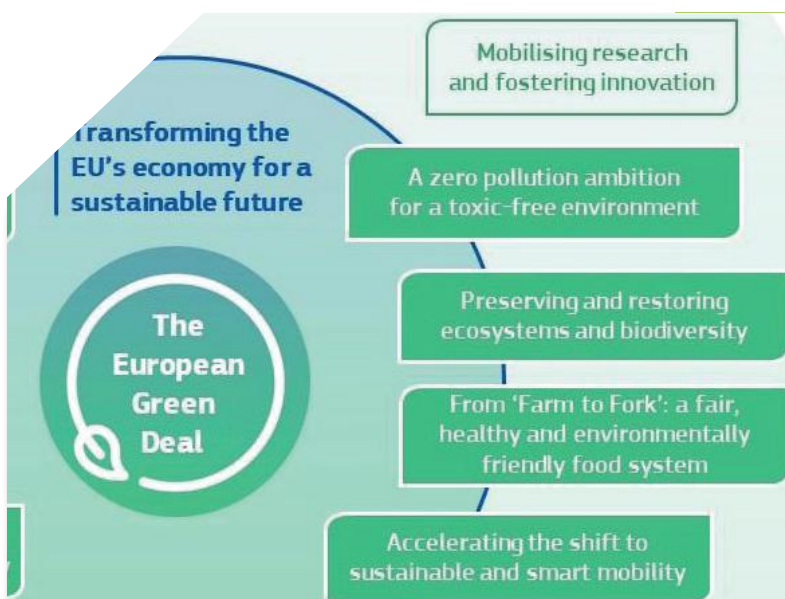 Mobilising research
and fostering innovation
Transforming the
EU's economy for a
sustainable future
A zero pollution ambition
for a toxic-free environment
Preserving and restoring
ecosystems and biodiversity
The
European
Green
Deal
From 'Farm to Fork': a fair,
healthy and environmentally
friendly food system
Accelerating the shift to
sustainable and smart mobility